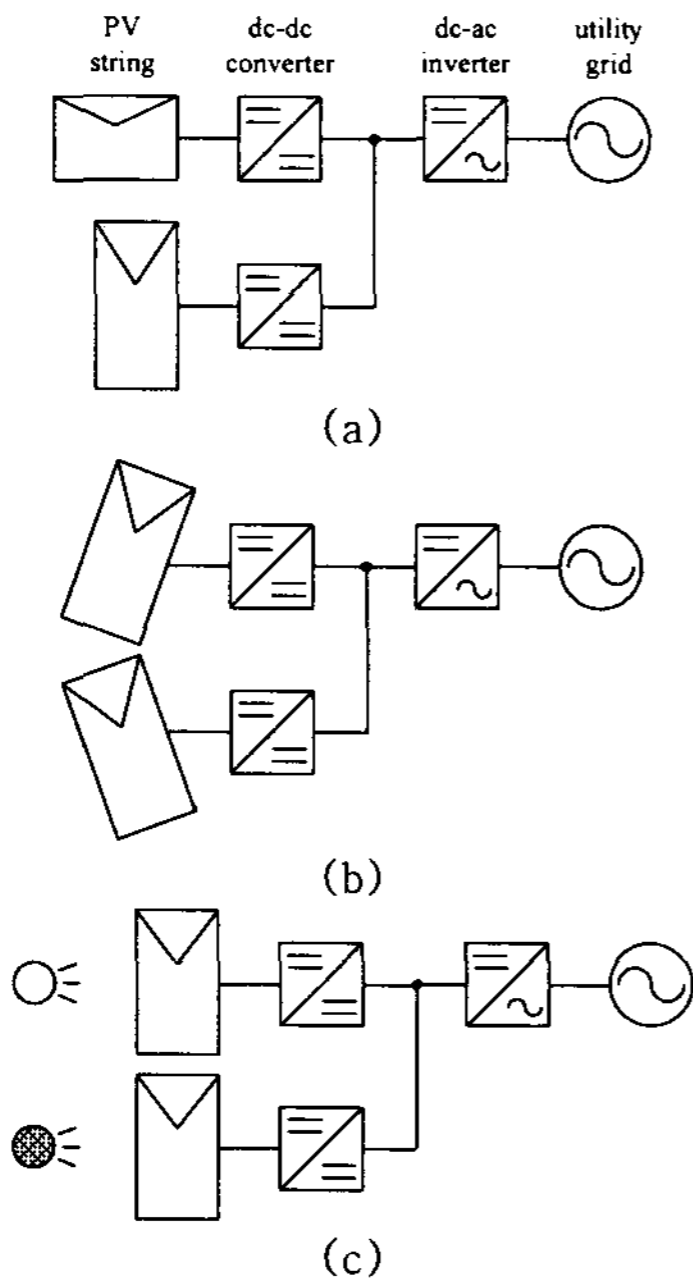 PV dc-dc dc-ac utility
string converter inverter grid
(a)
(b)
(c)